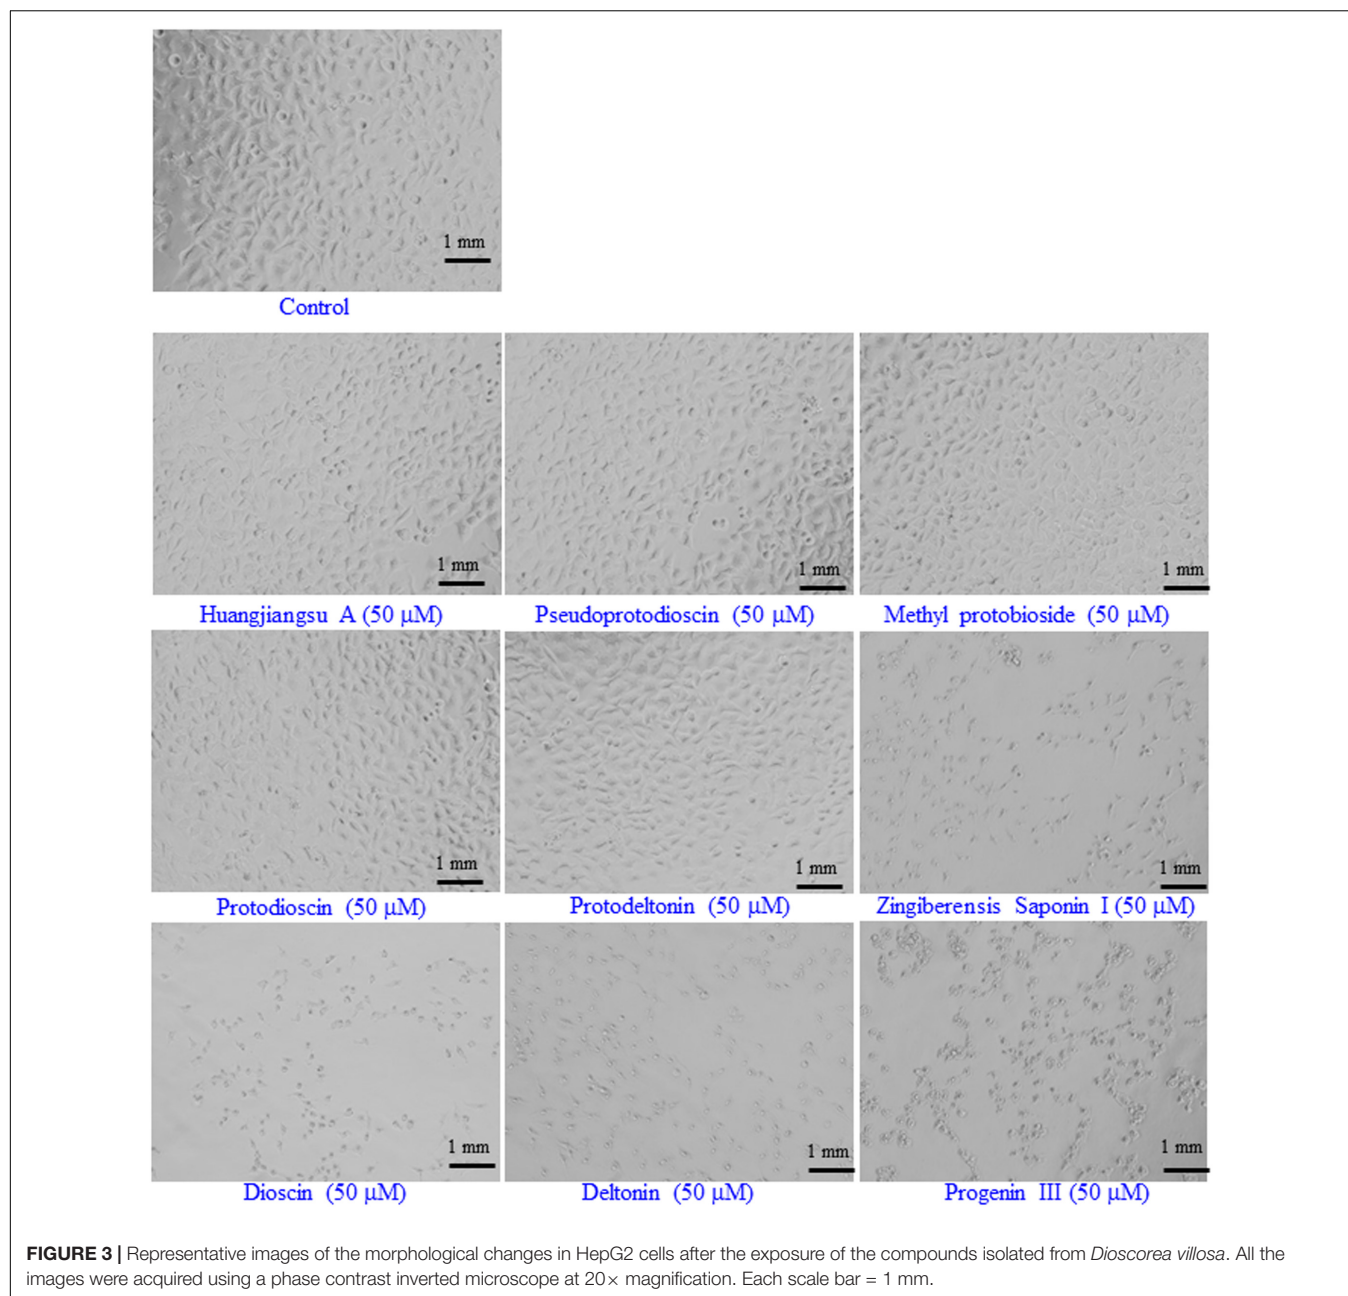 1 mm
Control
1 mm
1 mm
1 mm
Huangjiangsu A (50 μM)
Pseudoprotodioscin (50 μM)
Methyl protobioside (50 μM)
1 mm
1 mm
1 mm
Protodioscin (50 μM)
Protodeltonin (50 μM)
Zingiberensis Saponin I (50 μM)
1 mm
1 mm
1 mm
Dioscin (50 μM)
Deltonin (50 μM)
Progenin III (50 μM)
FIGURE 3 | Representative images of the morphological changes in HepG2 cells after the exposure of the compounds isolated from Dioscorea villosa. All the
images were acquired using a phase contrast inverted microscope at 20× magnification. Each scale bar = 1 mm.